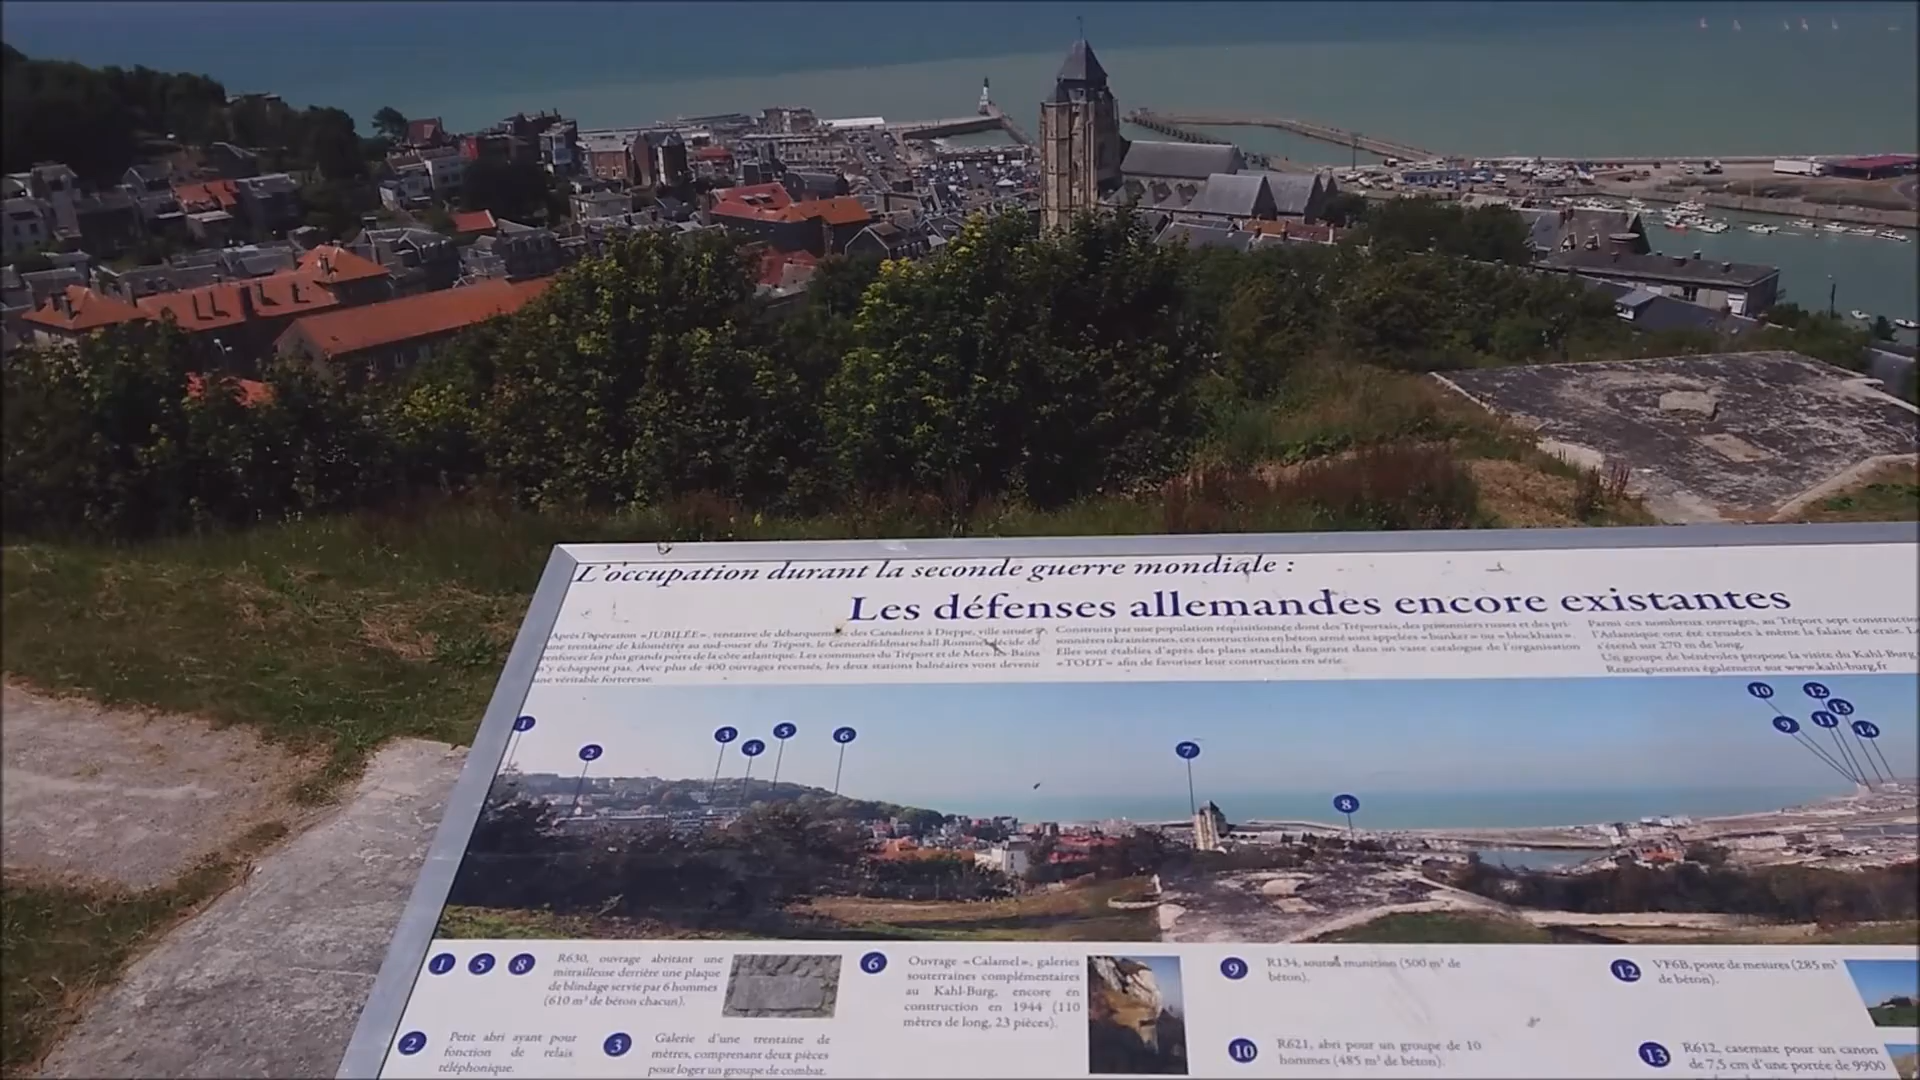 L'occupation durant la seconde guerre mondiale :
Les défenses allemandes encore existantes
Après l'opération «JUBILÉE», tentative de débarquement des Canadiens à Dieppe, ville située à
une trentaine de kilomètres au sud-ouest du Tréport, le Generalfeldmarschall Rommel décide de
renforcer les plus grands ports de la côte atlantique. Les communes du Tréport et de Mers-les-Bains
n'y échappent pas. Avec plus de 400 ouvrages recensés, les deux stations balnéaires vont devenir
une véritable forteresse.
Construits par une population réquisitionnée dont des Tréportais, des prisonniers russes et des pri-
sonnières ukrainiennes, ces constructions en béton armé sont appelées «bunker» ou «blockhaus».
Elles sont établies d'après des plans standards figurant dans un vaste catalogue de l'organisation
«TODT» afin de favoriser leur construction en série.
Parmi ces nombreux ouvrages, au Tréport sept construction
l'Atlantique ont été creusées à même la falaise de craie.
s'étend sur 270 m de long.
Un groupe de bénévoles propose la visite du Kahl-Burg
Renseignements également sur www.kahl-burg.fr
1
2
3
4
5
6
7
8
9
10
11
12
13
14
1 5 8
R630, ouvrage abritant une
mitrailleuse derrière une plaque
de blindage servie par 6 hommes
(610 m³ de béton chacun).
2
Petit abri ayant pour
fonction de relais
téléphonique.
3
Galerie d'une trentaine de
mètres, comprenant deux pièces
pour loger un groupe de combat.
6
Ouvrage «Calamel», galeries
souterraines complémentaires
au Kahl-Burg, encore en
construction en 1944 (110
mètres de long, 23 pièces).
9
R134, soute à munition (500 m³ de
béton).
10
R621, abri pour un groupe de 10
hommes (485 m³ de béton).
12
VF6B, poste de mesures (285 m³
de béton).
13
R612, casemate pour un canon
de 7,5 cm d'une portée de 9900